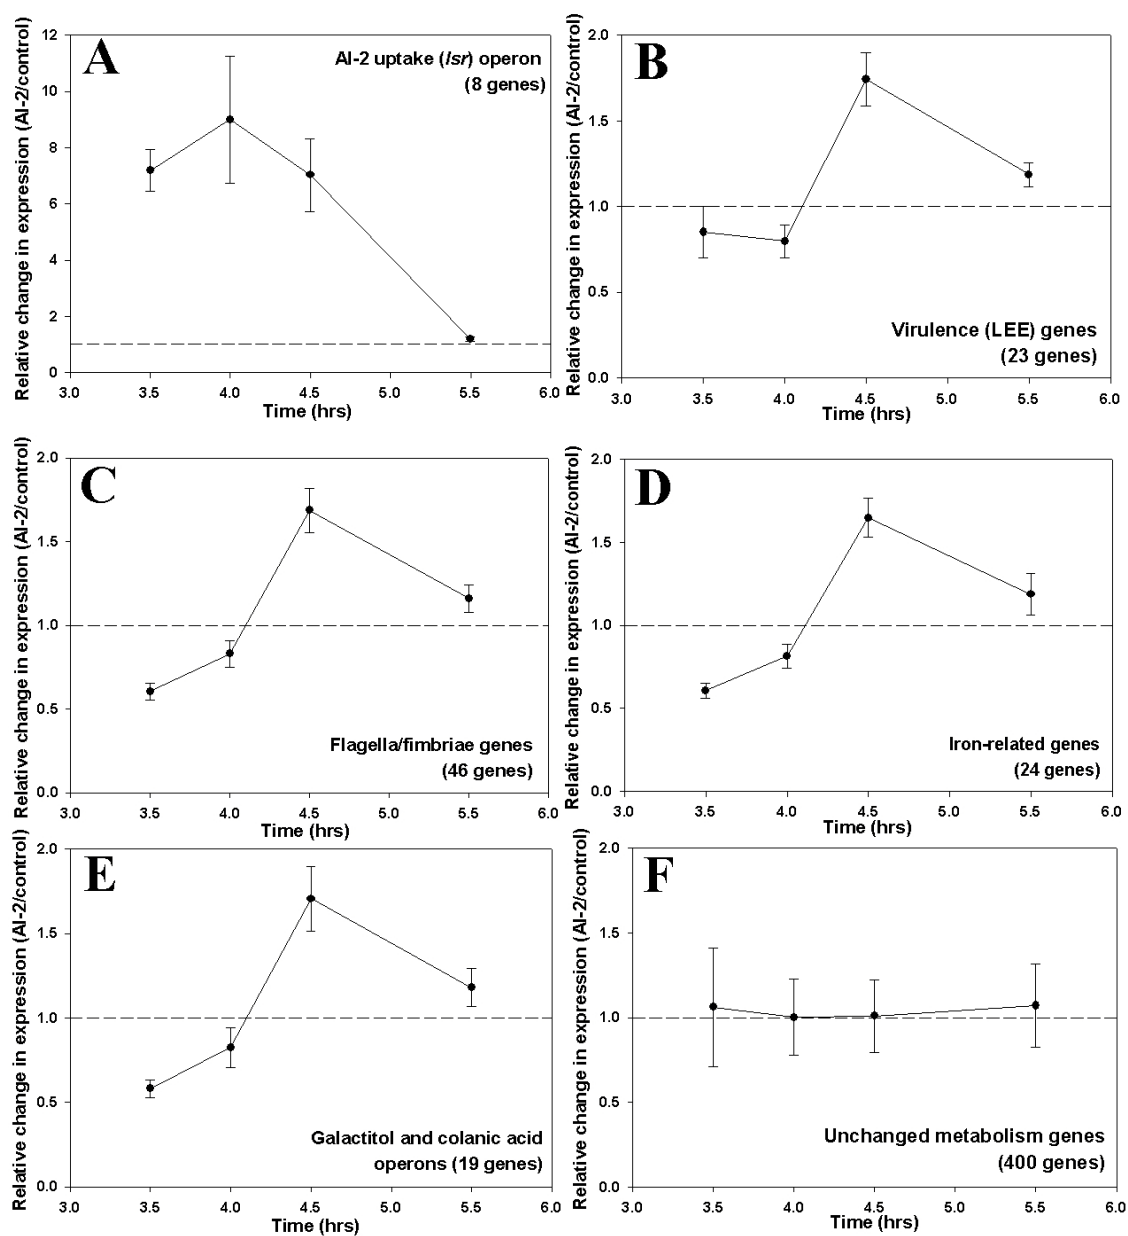 A
AI-2 uptake (lsr) operon
(8 genes)
Relative change in expression (AI-2/control)
12
10
8
6
4
2
0
3.0 3.5 4.0 4.5 5.0 5.5 6.0
Time (hrs)
B
Virulence (LEE) genes
(23 genes)
Relative change in expression (AI-2/control)
2.0
1.5
1.0
0.5
0.0
3.0 3.5 4.0 4.5 5.0 5.5 6.0
Time (hrs)
C
Flagella/fimbriae genes
(46 genes)
Relative change in expression (AI-2/control)
2.0
1.5
1.0
0.5
0.0
3.0 3.5 4.0 4.5 5.0 5.5 6.0
Time (hrs)
D
Iron-related genes
(24 genes)
Relative change in expression (AI-2/control)
2.0
1.5
1.0
0.5
0.0
3.0 3.5 4.0 4.5 5.0 5.5 6.0
Time (hrs)
E
Galactitol and colanic acid
operons (19 genes)
Relative change in expression (AI-2/control)
2.0
1.5
1.0
0.5
0.0
3.0 3.5 4.0 4.5 5.0 5.5 6.0
Time (hrs)
F
Unchanged metabolism genes
(400 genes)
Relative change in expression (AI-2/control)
2.0
1.5
1.0
0.5
0.0
3.0 3.5 4.0 4.5 5.0 5.5 6.0
Time (hrs)